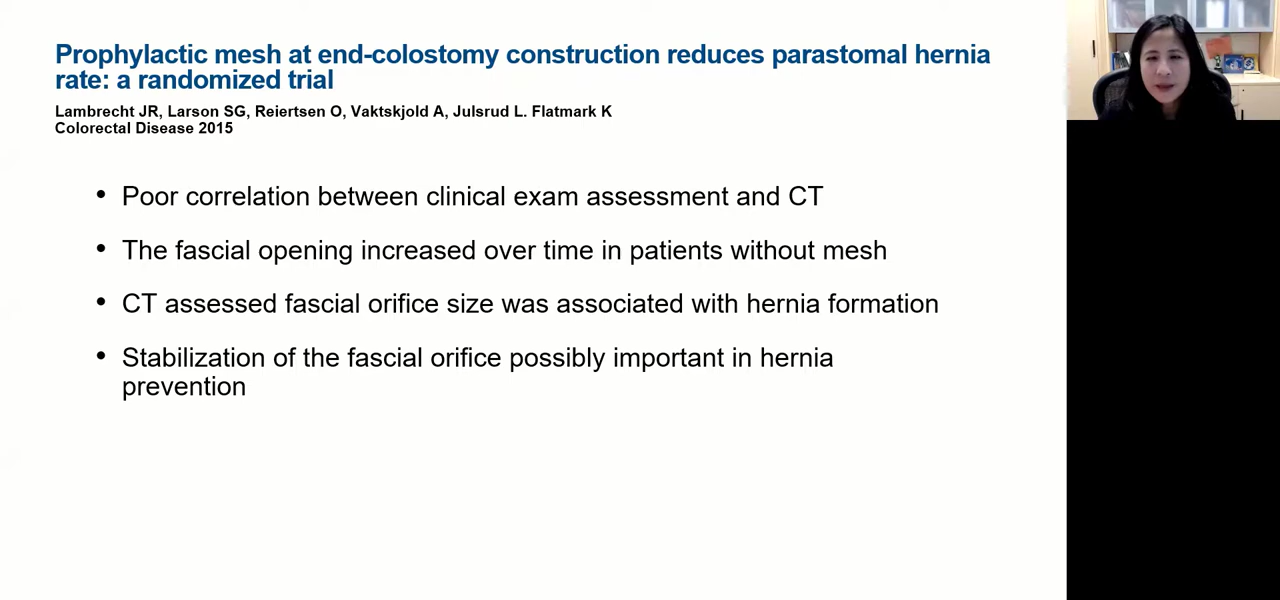 Prophylactic mesh at end-colostomy construction reduces parastomal hernia
rate: a randomized trial
Lambrecht JR, Larson SG, Reiertsen O, Vaktskjold A, Julsrud L. Flatmark K
Colorectal Disease 2015
• Poor correlation between clinical exam assessment and CT
• The fascial opening increased over time in patients without mesh
• CT assessed fascial orifice size was associated with hernia formation
• Stabilization of the fascial orifice possibly important in hernia
prevention